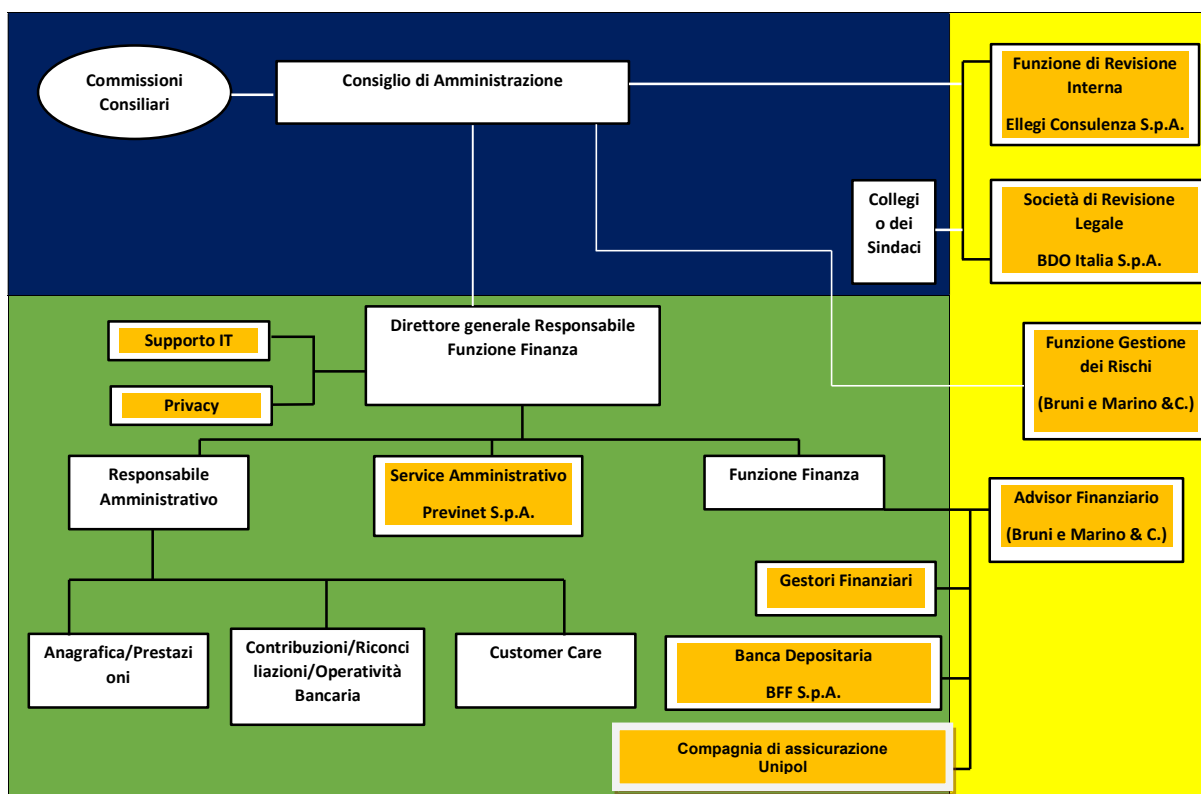 Commissioni
Consiliari
Consiglio di Amministrazione
Funzione di Revisione
Interna
Ellegi Consulenza S.p.A.
Collegi
o dei
Sindaci
Società di Revisione
Legale
BDO Italia S.p.A.
Direttore generale Responsabile
Funzione Finanza
Supporto IT
Privacy
Funzione Gestione
dei Rischi
(Bruni e Marino &C.)
Responsabile
Amministrativo
Service Amministrativo
Previnet S.p.A.
Funzione Finanza
Advisor Finanziario
(Bruni e Marino & C.)
Gestori Finanziari
Anagrafica/Prestazi
oni
Contribuzioni/Riconci
liazioni/Operatività
Bancaria
Customer Care
Banca Depositaria
BFF S.p.A.
Compagnia di assicurazione
Unipol